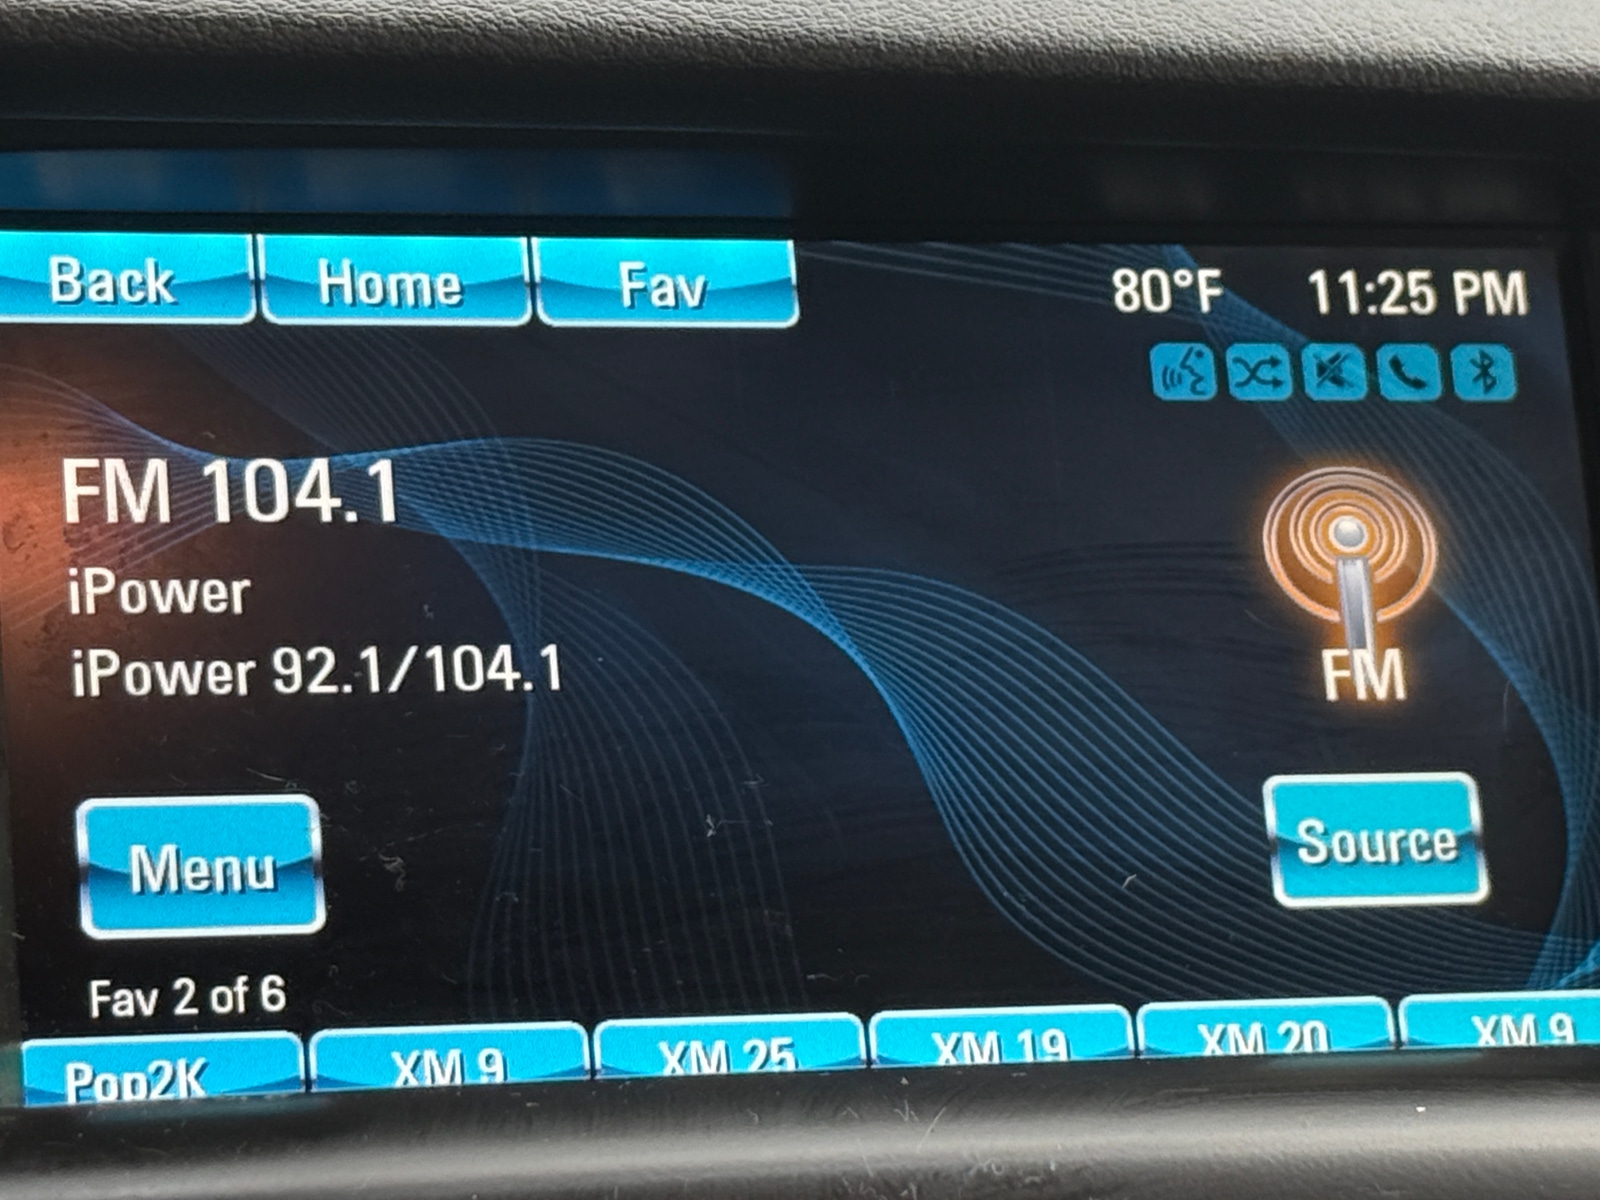 Back Home Fav 80°F 11:25 PM
FM 104.1
iPower
iPower 92.1/104.1
FM
Menu
Source
Fav 2 of 6
Pop2K XM 9 XM 25 XM 19 XM 20 XM 9